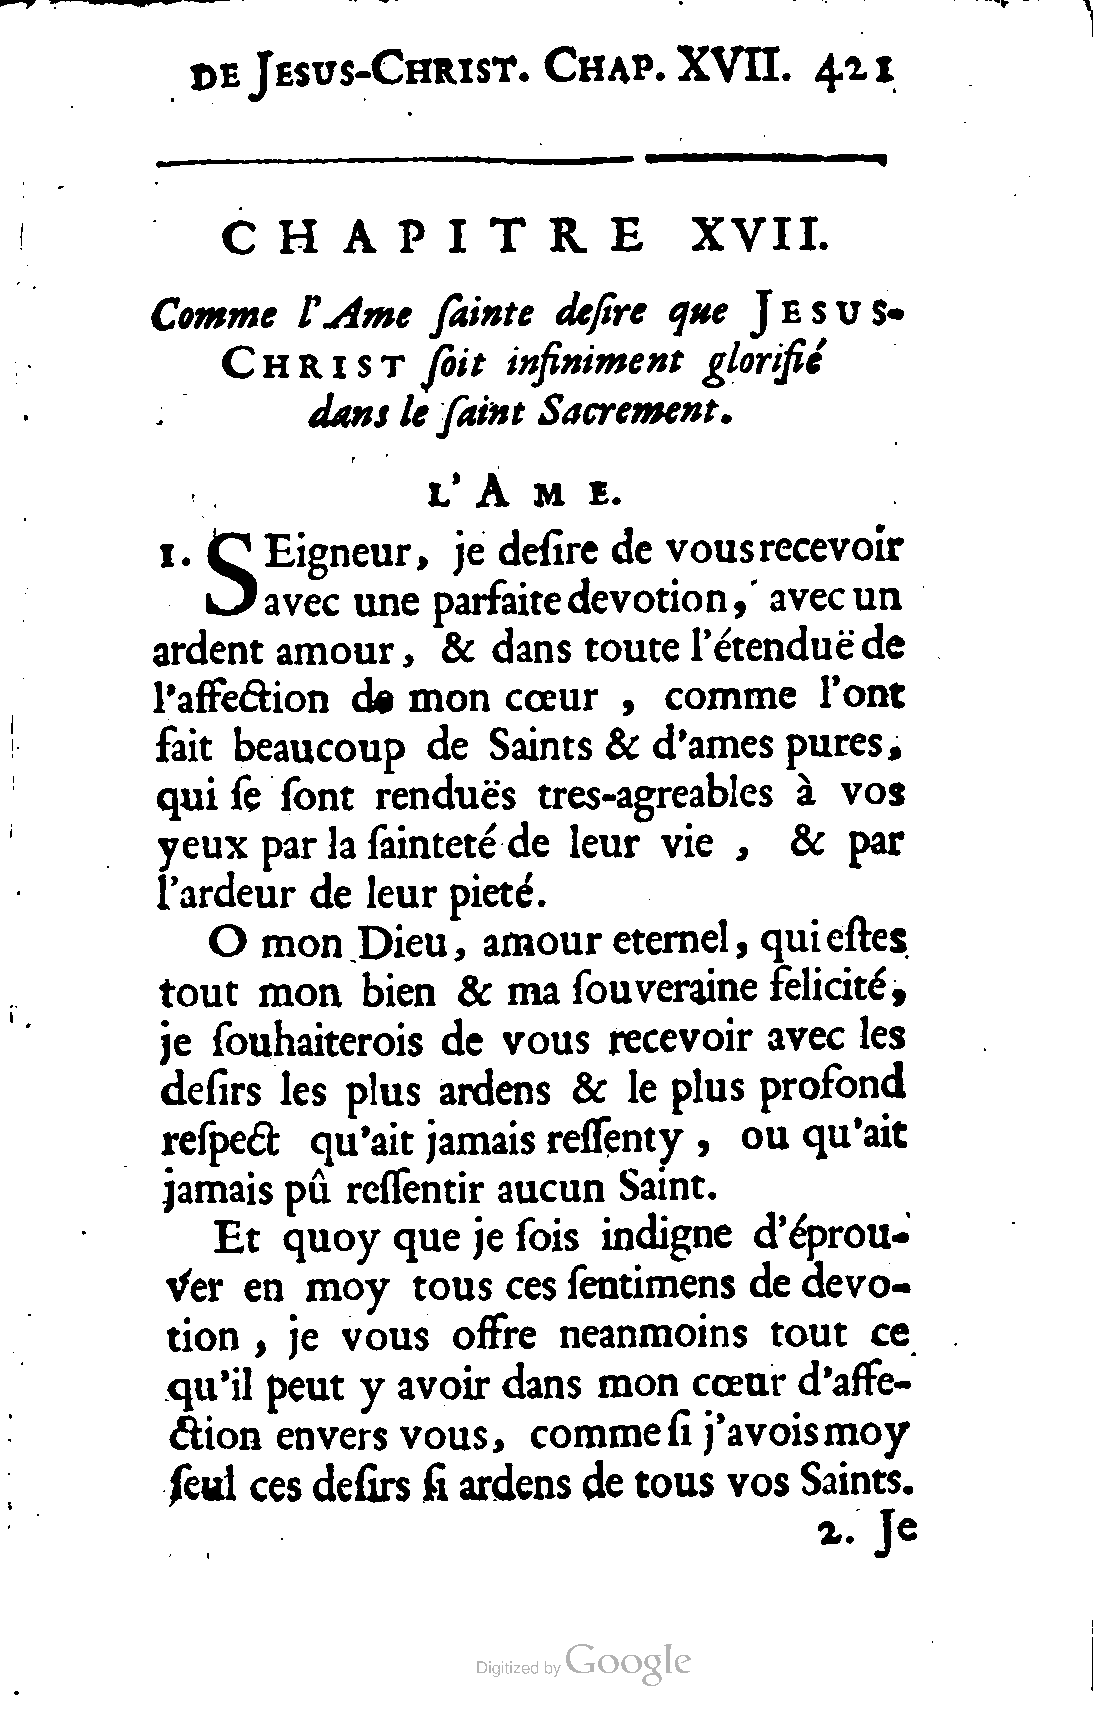 DE JESUS-CHRIST. CHAP. XVII. 421
CHAPITRE XVII.
Comme l'Ame ſainte deſire que JESUS-
CHRIST ſoit infiniment glorifié
dans le ſaint Sacrement.
L'AME.
1. SEigneur, je deſire de vous recevoir
avec une parfaite devotion, avec un
ardent amour, & dans toute l'étenduë de
l'affection de mon cœur , comme l'ont
fait beaucoup de Saints & d'ames pures,
qui ſe ſont renduës tres-agreables à vos
yeux par la ſainteté de leur vie , & par
l'ardeur de leur pieté.
O mon Dieu, amour eternel, qui eſtes
tout mon bien & ma ſouveraine felicité,
je ſouhaiterois de vous recevoir avec les
deſirs les plus ardens & le plus profond
reſpect qu'ait jamais reſſenty , ou qu'ait
jamais pû reſſentir aucun Saint.
Et quoy que je ſois indigne d'éprou-
ver en moy tous ces ſentimens de devo-
tion , je vous offre neanmoins tout ce
qu'il peut y avoir dans mon cœur d'affe-
ction envers vous, comme ſi j'avois moy
ſeul ces deſirs ſi ardens de tous vos Saints.
2. Je
Digitized by Google